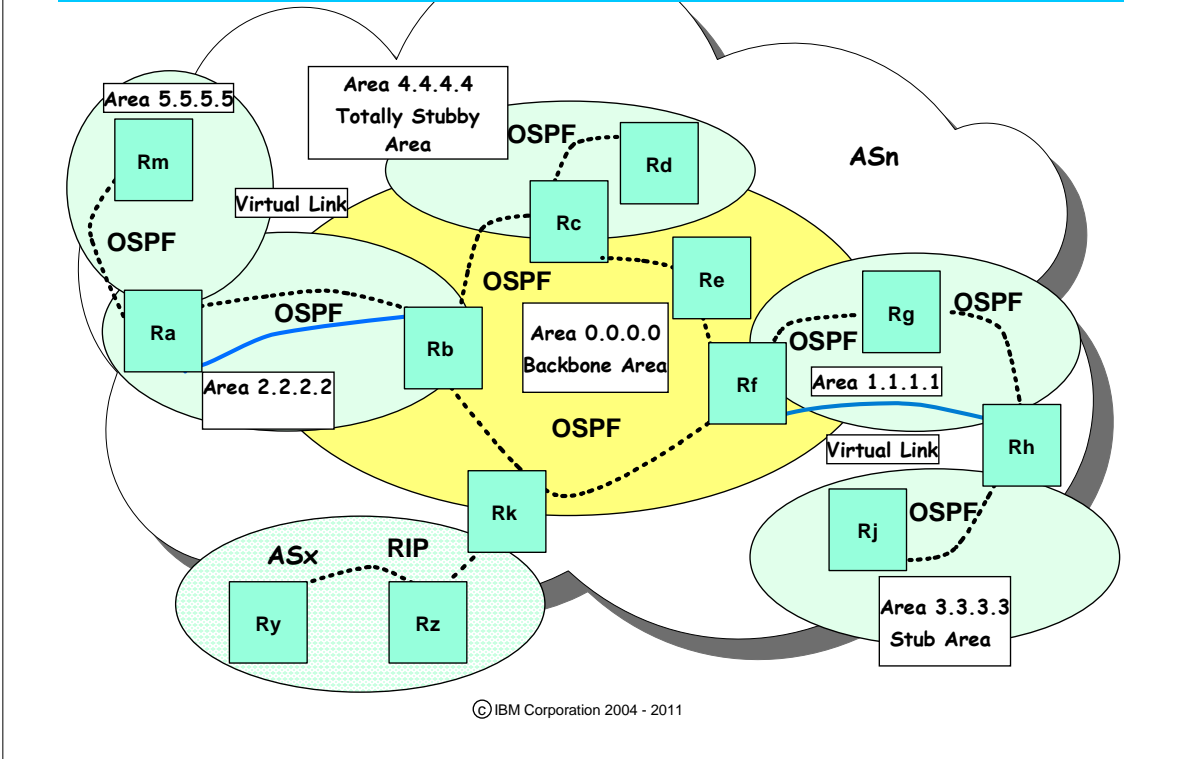 Area 4.4.4.4
Totally Stubby
Area
Area 5.5.5.5
Rm
OSPF
Rd
ASn
Virtual Link
Rc
OSPF
OSPF
Re
Ra
OSPF
Rb
Area 0.0.0.0
Backbone Area
Rg
OSPF
OSPF
Rf
Area 1.1.1.1
Area 2.2.2.2
OSPF
Virtual Link
Rh
Rk
Rj
OSPF
ASx
RIP
Ry
Rz
Area 3.3.3.3
Stub Area
© IBM Corporation 2004 - 2011